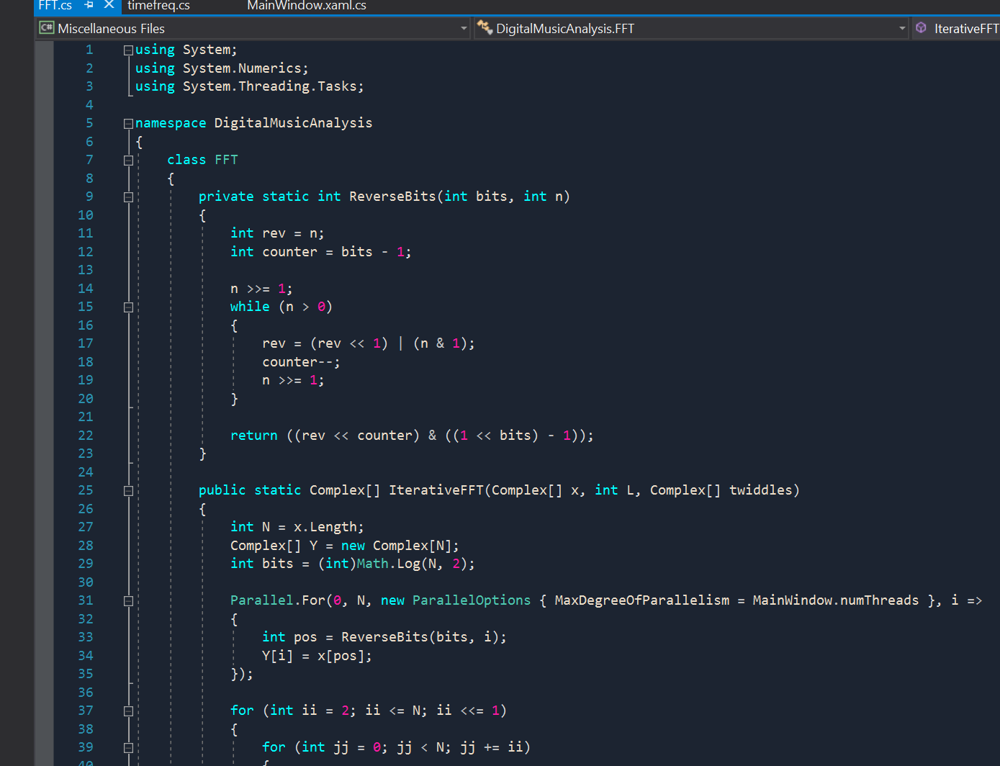 FFT.cs timefreq.cs MainWindow.xaml.cs
C# Miscellaneous Files DigitalMusicAnalysis.FFT IterativeFFT
1 using System;
2 using System.Numerics;
3 using System.Threading.Tasks;
4
5 namespace DigitalMusicAnalysis
6 {
7 class FFT
8 {
9 private static int ReverseBits(int bits, int n)
10 {
11 int rev = n;
12 int counter = bits - 1;
13
14 n >>= 1;
15 while (n > 0)
16 {
17 rev = (rev << 1) | (n & 1);
18 counter--;
19 n >>= 1;
20 }
21
22 return ((rev << counter) & ((1 << bits) - 1));
23 }
24
25 public static Complex[] IterativeFFT(Complex[] x, int L, Complex[] twiddles)
26 {
27 int N = x.Length;
28 Complex[] Y = new Complex[N];
29 int bits = (int)Math.Log(N, 2);
30
31 Parallel.For(0, N, new ParallelOptions { MaxDegreeOfParallelism = MainWindow.numThreads }, i =>
32 {
33 int pos = ReverseBits(bits, i);
34 Y[i] = x[pos];
35 });
36
37 for (int ii = 2; ii <= N; ii <<= 1)
38 {
39 for (int jj = 0; jj < N; jj += ii)
40 {